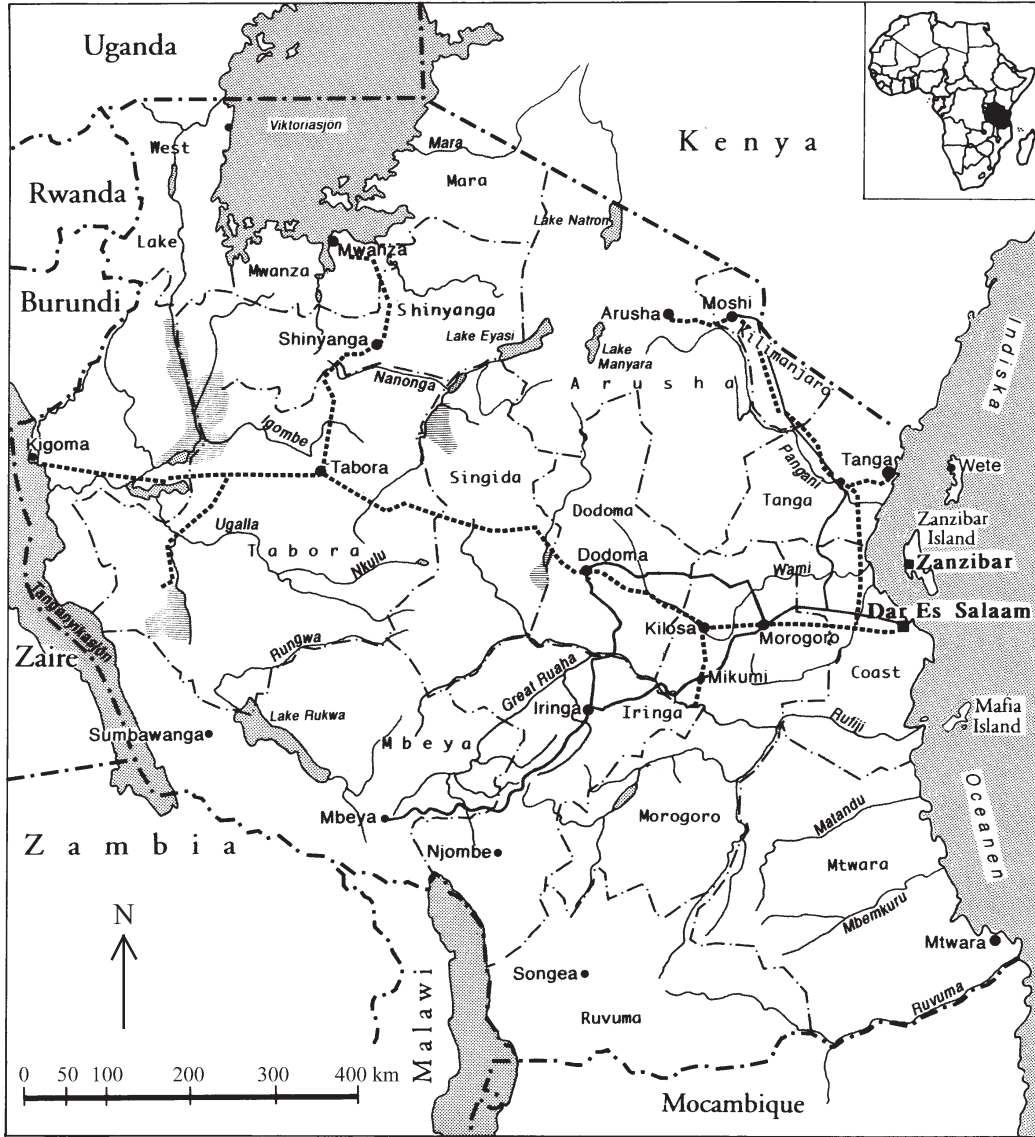 Uganda
Viktoriasjön
Kenya
West
Lake
Mara
Mara
Rwanda
Lake Natron
Mwanza
Mwanza
Burundi
Shinyanga
Shinyanga
Lake Eyasi
Arusha
Moshi
Kilimanjaro
Lake
Manyara
Arusha
Nanonga
Indiska
Igombe
Kigoma
Tabora
Singida
Pangani
Tanga
Wete
Tanga
Dodoma
Zanzibar
Island
Ugalla
Tabora
Nkulu
Dodoma
Wami
Zanzibar
Tanganyikasjön
Dar Es Salaam
Kilosa
Morogoro
Zaire
Rungwa
Great Ruaha
Mikumi
Coast
Lake Rukwa
Iringa
Iringa
Rufiji
Mafia
Island
Sumbawanga
Mbeya
Oceanen
Mbeya
Morogoro
Matandu
Zambia
Njombe
Mtwara
N
Mbemkuru
Mtwara
Songea
Ruvuma
Ruvuma
Malawi
0 50 100 200 300 400 km
Mocambique